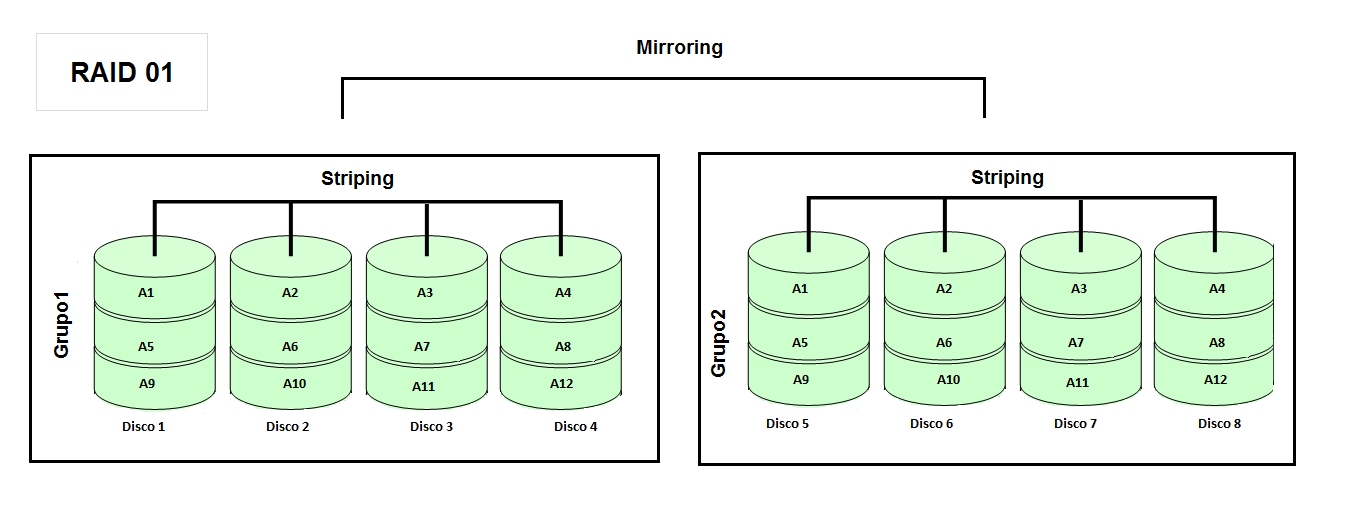 RAID 01
Mirroring
Grupo1
Striping
A1 A2 A3 A4
A5 A6 A7 A8
A9 A10 A11 A12
Disco 1 Disco 2 Disco 3 Disco 4
Grupo2
Striping
A1 A2 A3 A4
A5 A6 A7 A8
A9 A10 A11 A12
Disco 5 Disco 6 Disco 7 Disco 8